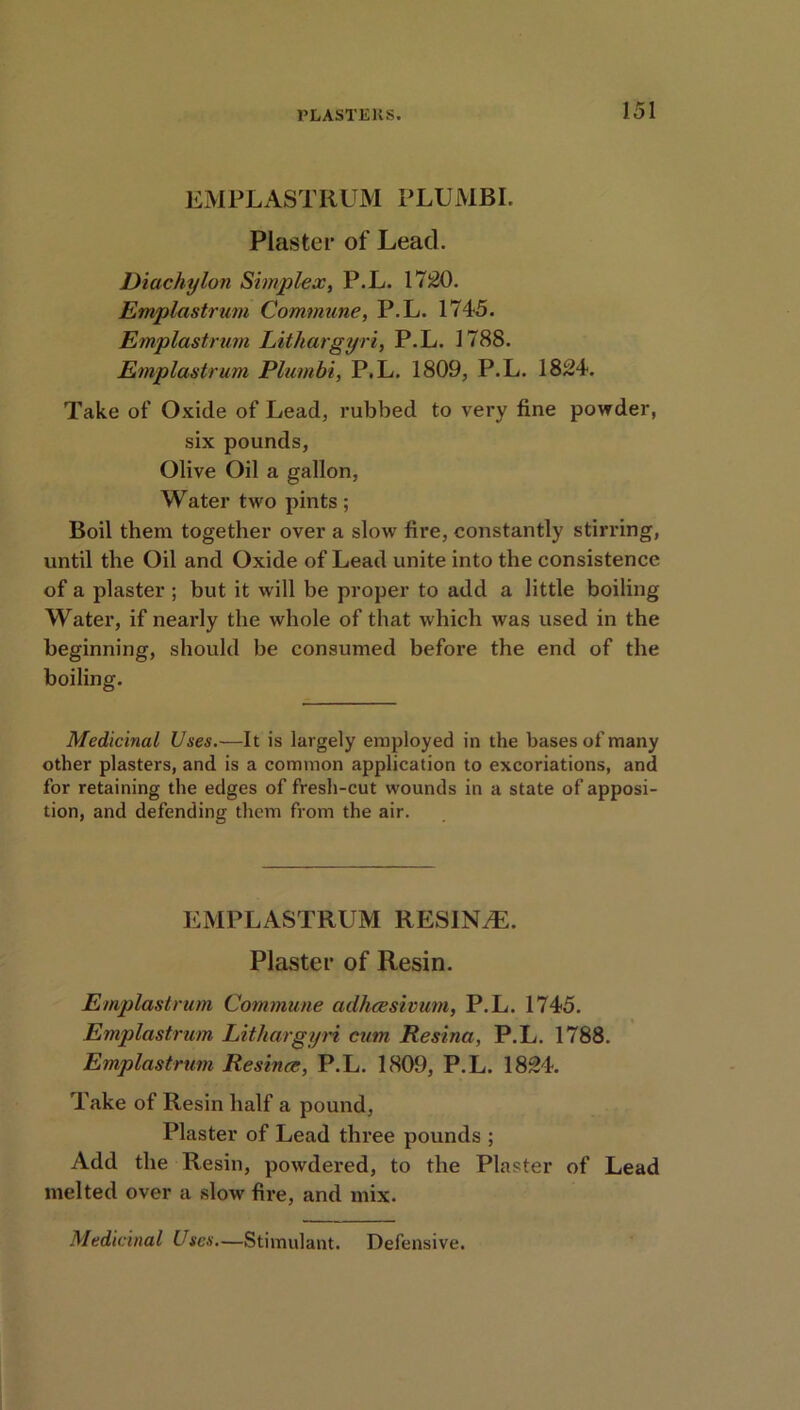 PLASTERS. 151
EMPLASTRUM PLUMBI.
Plaster of Lead.
Diachylon Simplex, P.L. 1720.
Emplastrum Commune, P.L. 1745.
Emplastrum Lithargyri, P.L. 1788.
Emplastrum Plumbi, P.L. 1809, P.L. 1824.
Take of Oxide of Lead, rubbed to very fine powder,
six pounds,
Olive Oil a gallon,
Water two pints;
Boil them together over a slow fire, constantly stirring,
until the Oil and Oxide of Lead unite into the consistence
of a plaster; but it will be proper to add a little boiling
Water, if nearly the whole of that which was used in the
beginning, should be consumed before the end of the
boiling.
Medicinal Uses.—It is largely employed in the bases of many
other plasters, and is a common application to excoriations, and
for retaining the edges of fresh-cut wounds in a state of apposi-
tion, and defending them from the air.
EMPLASTRUM RESINÆ.
Plaster of Resin.
Emplastrum Commune adhæsivum, P.L. 1745.
Emplastrum Lithargyri cum Resina, P.L. 1788.
Emplastrum Resinæ, P.L. 1809, P.L. 1824.
Take of Resin half a pound,
Plaster of Lead three pounds;
Add the Resin, powdered, to the Plaster of Lead
melted over a slow fire, and mix.
Medicinal Uses.—Stimulant. Defensive.